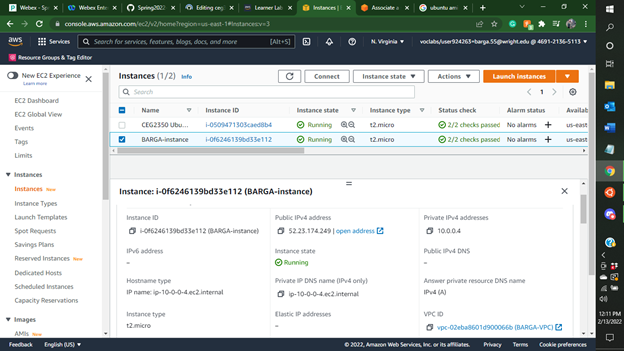 Webex - Sp
Webex Ente
Spring2022
Editing ceg
Learner Lab
Instances |
Associate a
ubuntu ami
console.aws.amazon.com/ec2/v2/home?region=us-east-1#Instances:v=3
aws
Services
Search for services, features, blogs, docs, and more
[Alt+S]
N. Virginia
voclabs/user924263=barga.55@wright.edu @ 4691-2136-5113
Resource Groups & Tag Editor
New EC2 Experience
Learn more
EC2 Dashboard
EC2 Global View
Events
Tags
Limits
Instances
Instances New
Instance Types
Launch Templates
Spot Requests
Savings Plans
Reserved Instances New
Dedicated Hosts
Scheduled Instances
Capacity Reservations
Images
AMIs New
Instances (1/2) Info
Connect
Instance state
Actions
Launch instances
Search
1
Name
Instance ID
Instance state
Instance type
Status check
Alarm status
Availab
CEG2350 Ubu...
i-0509471303caed8b4
Running
t2.micro
2/2 checks passed
No alarms +
us-east-
BARGA-instance
i-0f6246139bd33e112
Running
t2.micro
2/2 checks passed
No alarms +
us-east-
Instance: i-0f6246139bd33e112 (BARGA-instance)
Instance ID
Public IPv4 address
Private IPv4 addresses
i-0f6246139bd33e112 (BARGA-instance)
52.23.174.249 | open address
10.0.0.4
IPv6 address
Instance state
Public IPv4 DNS
–
Running
–
Hostname type
Private IP DNS name (IPv4 only)
Answer private resource DNS name
IP name: ip-10-0-0-4.ec2.internal
ip-10-0-0-4.ec2.internal
IPv4 (A)
Instance type
Elastic IP addresses
VPC ID
t2.micro
–
vpc-02eba8601d900066b (BARGA-VPC)
Feedback
English (US)
© 2022, Amazon Web Services, Inc. or its affiliates.
Privacy
Terms
Cookie preferences
12:11 PM
2/13/2022